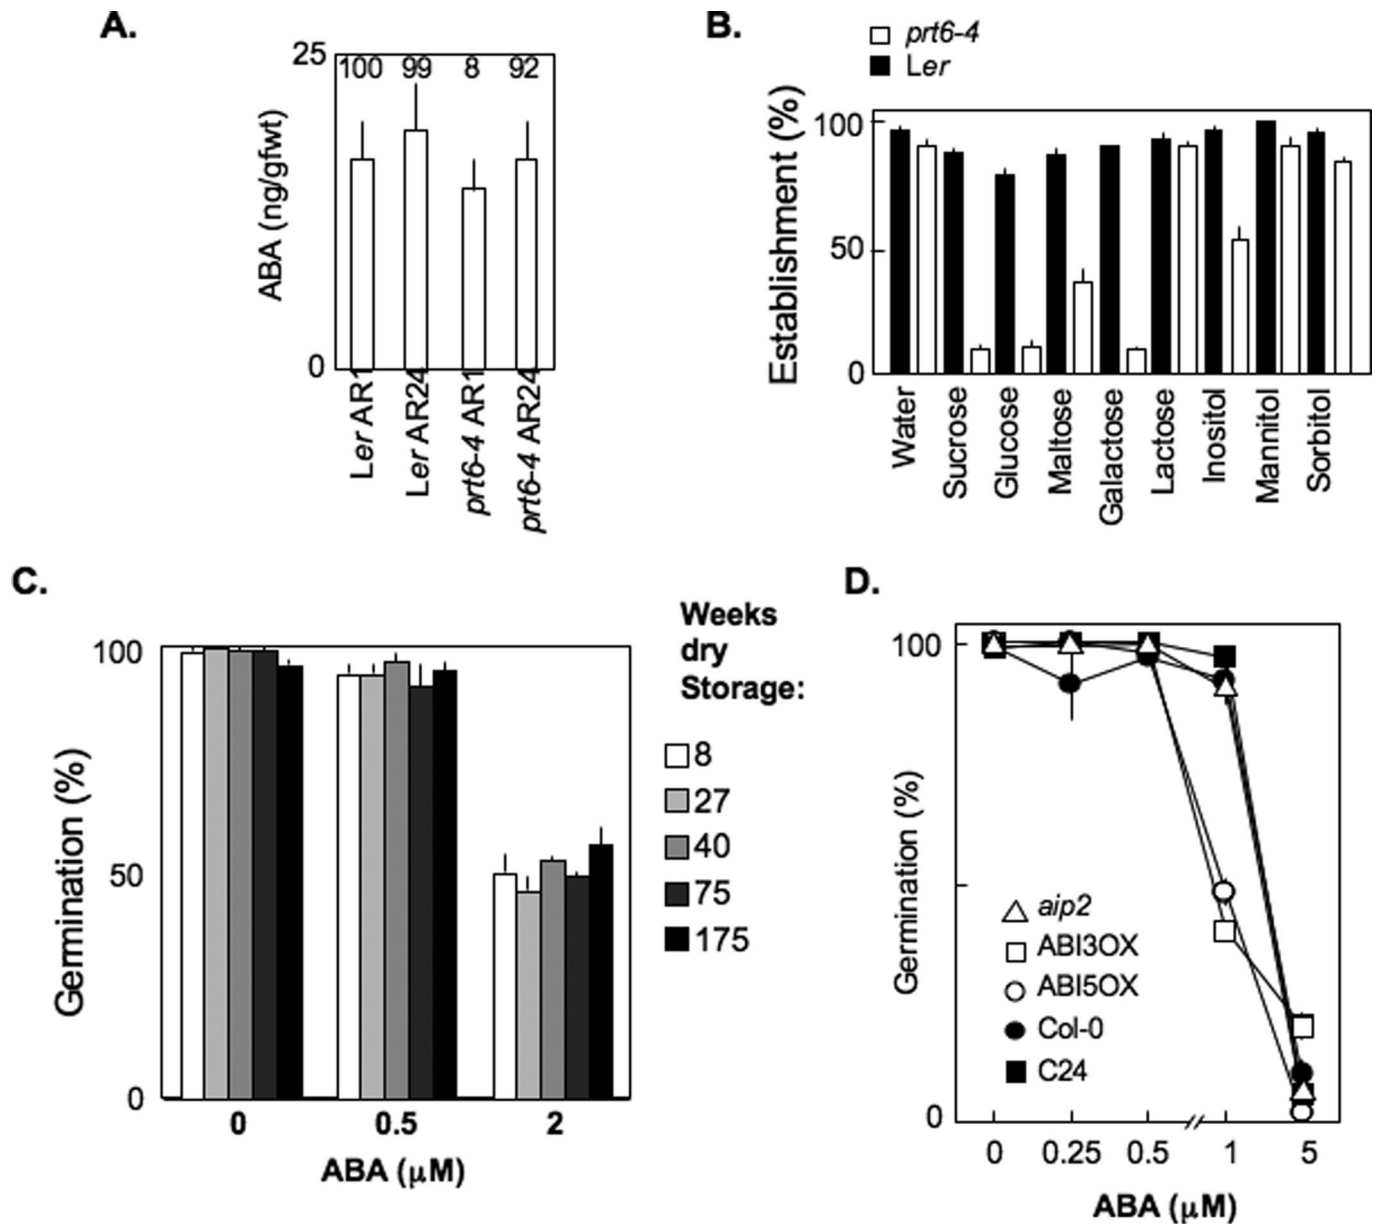 A.
25
100 99 8 92
ABA (ng/gfwt)
0
Ler AR1
Ler AR24
prt6-4 AR1
prt6-4 AR24
B.
prt6-4
Ler
Establishment (%)
100
50
0
Water
Sucrose
Glucose
Maltose
Galactose
Lactose
Inositol
Mannitol
Sorbitol
C.
Germination (%)
100
50
0
0 0.5 2
ABA (μM)
Weeks
dry
Storage:
8
27
40
75
175
D.
Germination (%)
100
0
aip2
ABI3OX
ABI5OX
Col-0
C24
0 0.25 0.5 1 5
ABA (μM)